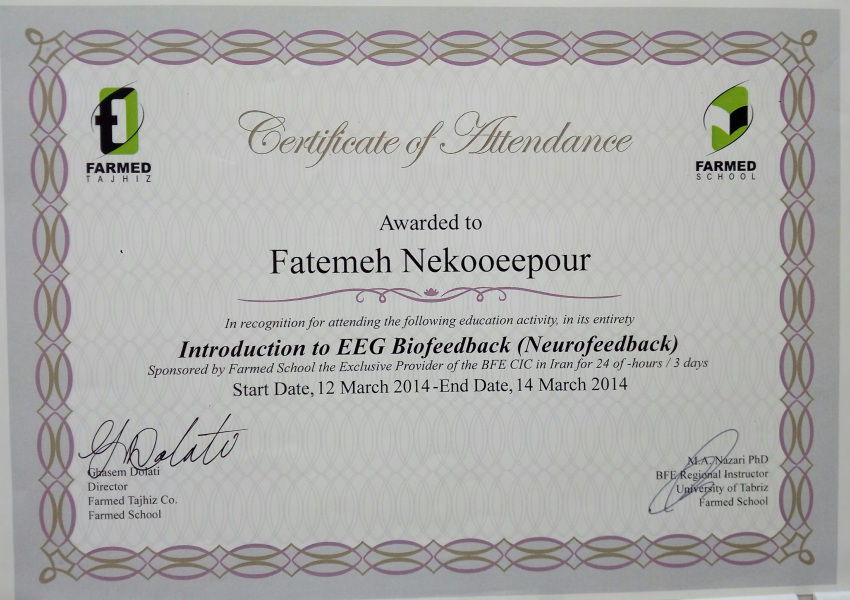 FARMED
TAJHIZ
Certificate of Attendance
FARMED
SCHOOL
Awarded to
Fatemeh Nekooeepour
In recognition for attending the following education activity, in its entirety
Introduction to EEG Biofeedback (Neurofeedback)
Sponsored by Farmed School the Exclusive Provider of the BFE CIC in Iran for 24 of -hours / 3 days
Start Date, 12 March 2014-End Date, 14 March 2014
Gh Dolati
Ghasem Dolati
Director
Farmed Tajhiz Co.
Farmed School
M.A. Nazari PhD
BFE Regional Instructor
University of Tabriz
Farmed School